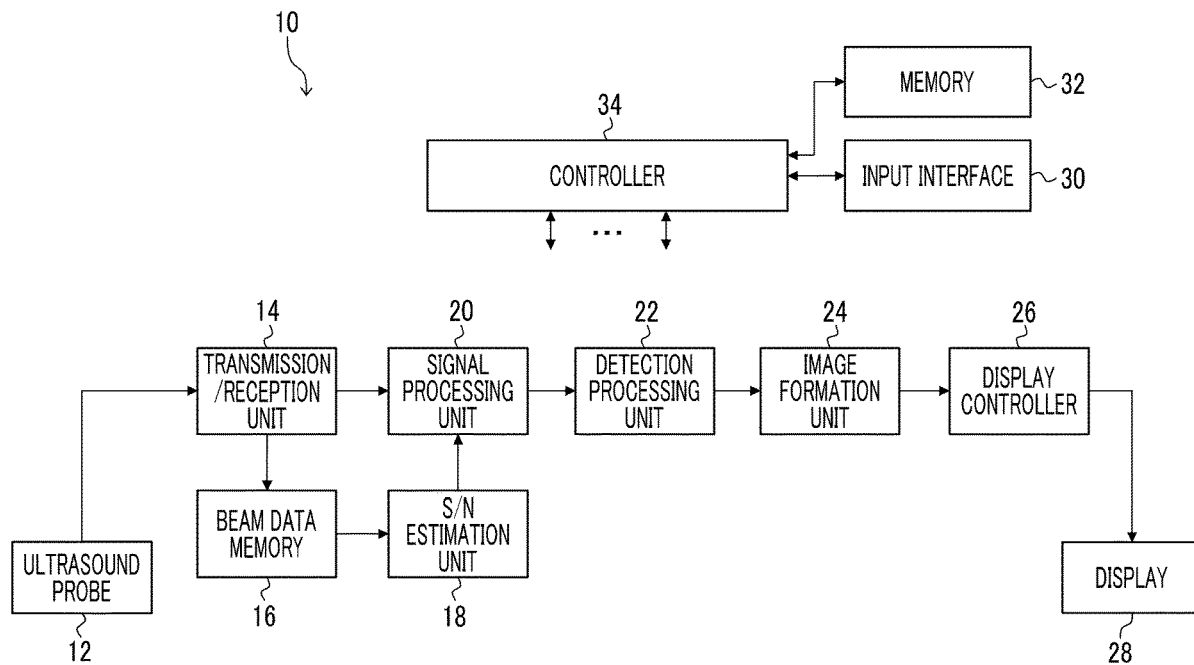 10
MEMORY
32
34
CONTROLLER
INPUT INTERFACE
30
...
14
20
22
24
26
TRANSMISSION
/RECEPTION
UNIT
SIGNAL
PROCESSING
UNIT
DETECTION
PROCESSING
UNIT
IMAGE
FORMATION
UNIT
DISPLAY
CONTROLLER
BEAM DATA
MEMORY
S/N
ESTIMATION
UNIT
ULTRASOUND
PROBE
DISPLAY
12
16
18
28